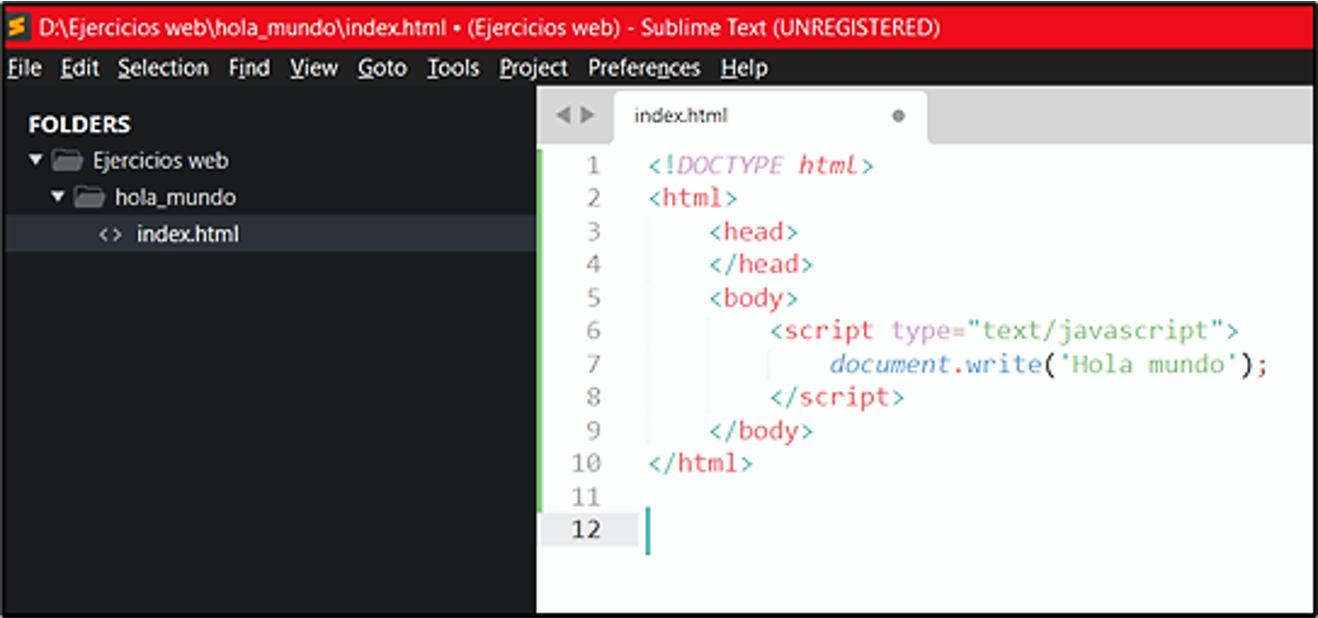 D:\Ejercicios web\hola_mundo\index.html • (Ejercicios web) - Sublime Text (UNREGISTERED)
File Edit Selection Find View Goto Tools Project Preferences Help
FOLDERS
Ejercicios web
hola_mundo
<> index.html
index.html
1 <!DOCTYPE html>
2 <html>
3 <head>
4 </head>
5 <body>
6 <script type="text/javascript">
7 document.write('Hola mundo');
8 </script>
9 </body>
10 </html>
11
12